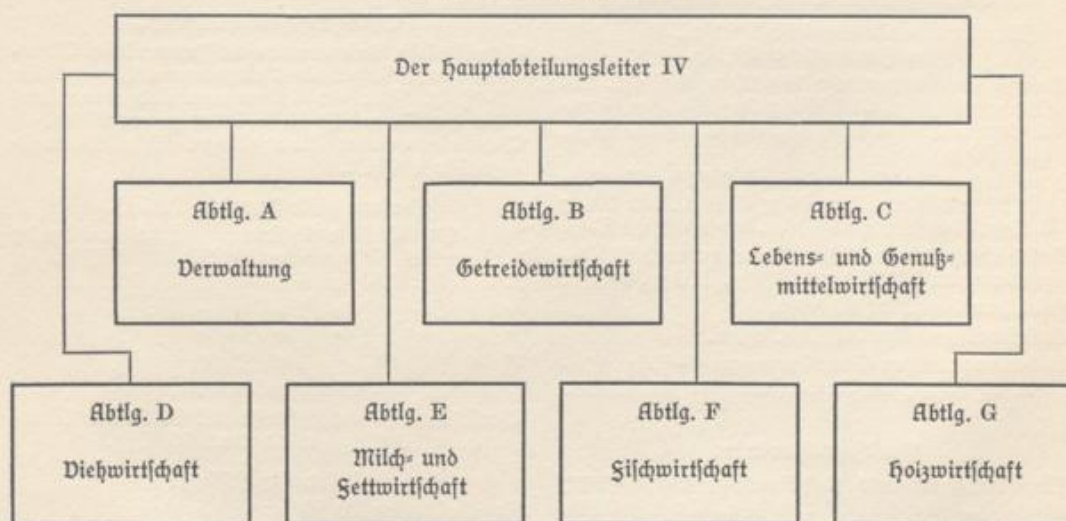 Der Hauptabteilungsleiter IV
Abtlg. A
Verwaltung
Abtlg. B
Getreidewirtschaft
Abtlg. C
Lebens- und Genuß-
mittelwirtschaft
Abtlg. D
Viehwirtschaft
Abtlg. E
Milch- und
Fettwirtschaft
Abtlg. F
Fischwirtschaft
Abtlg. G
Holzwirtschaft